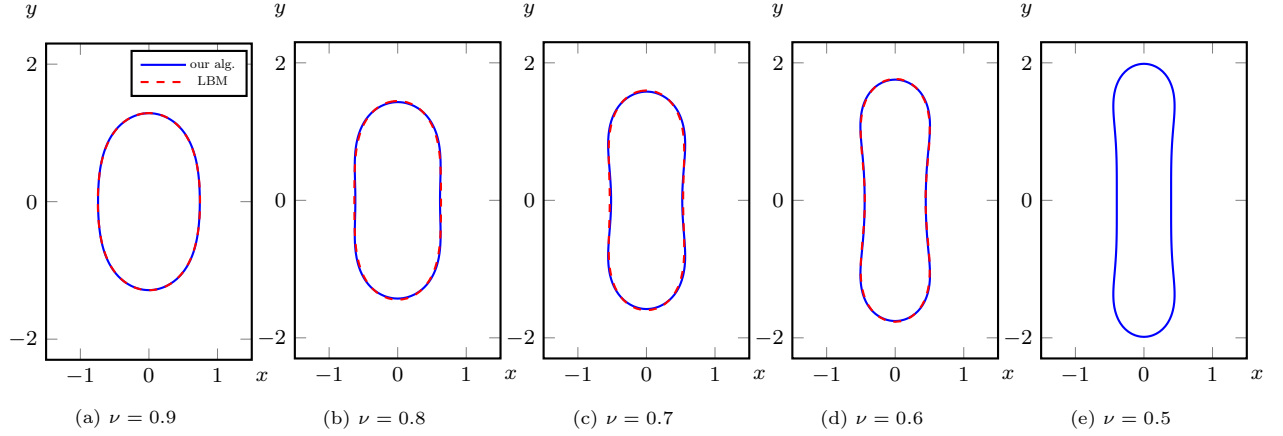 y
y
y
y
y
2
0
−2
−1
0
1
x
our alg.
LBM
2
0
−2
−1
0
1
x
2
0
−2
−1
0
1
x
2
0
−2
−1
0
1
x
2
0
−2
−1
0
1
x
(a) ν = 0.9
(b) ν = 0.8
(c) ν = 0.7
(d) ν = 0.6
(e) ν = 0.5